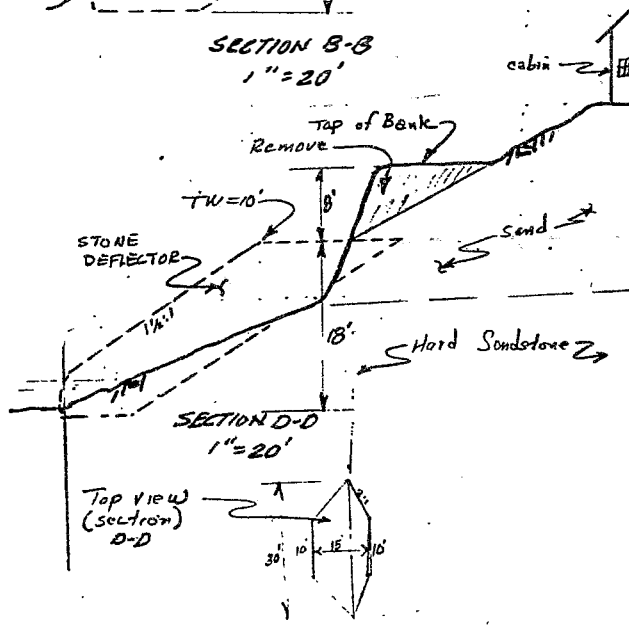 SECTION B-B
1"=20'
cabin
Top of Bank
Remove
8'
TW=10'
Sand
STONE
DEFLECTOR
1½:1
18'
Hard Sandstone
SECTION D-D
1"=20'
Top view
(section)
D-D
2:1
30'
10'
15'
10'